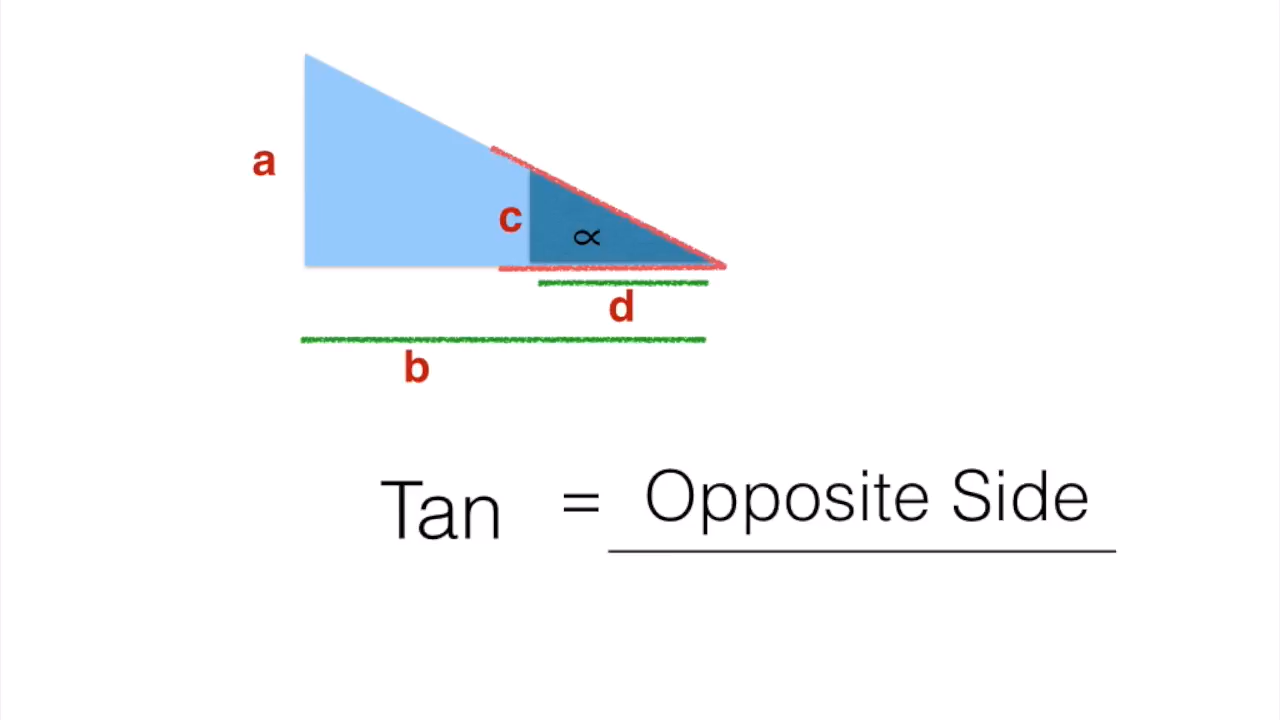 a
c
∝
d
b
Tan = Opposite Side